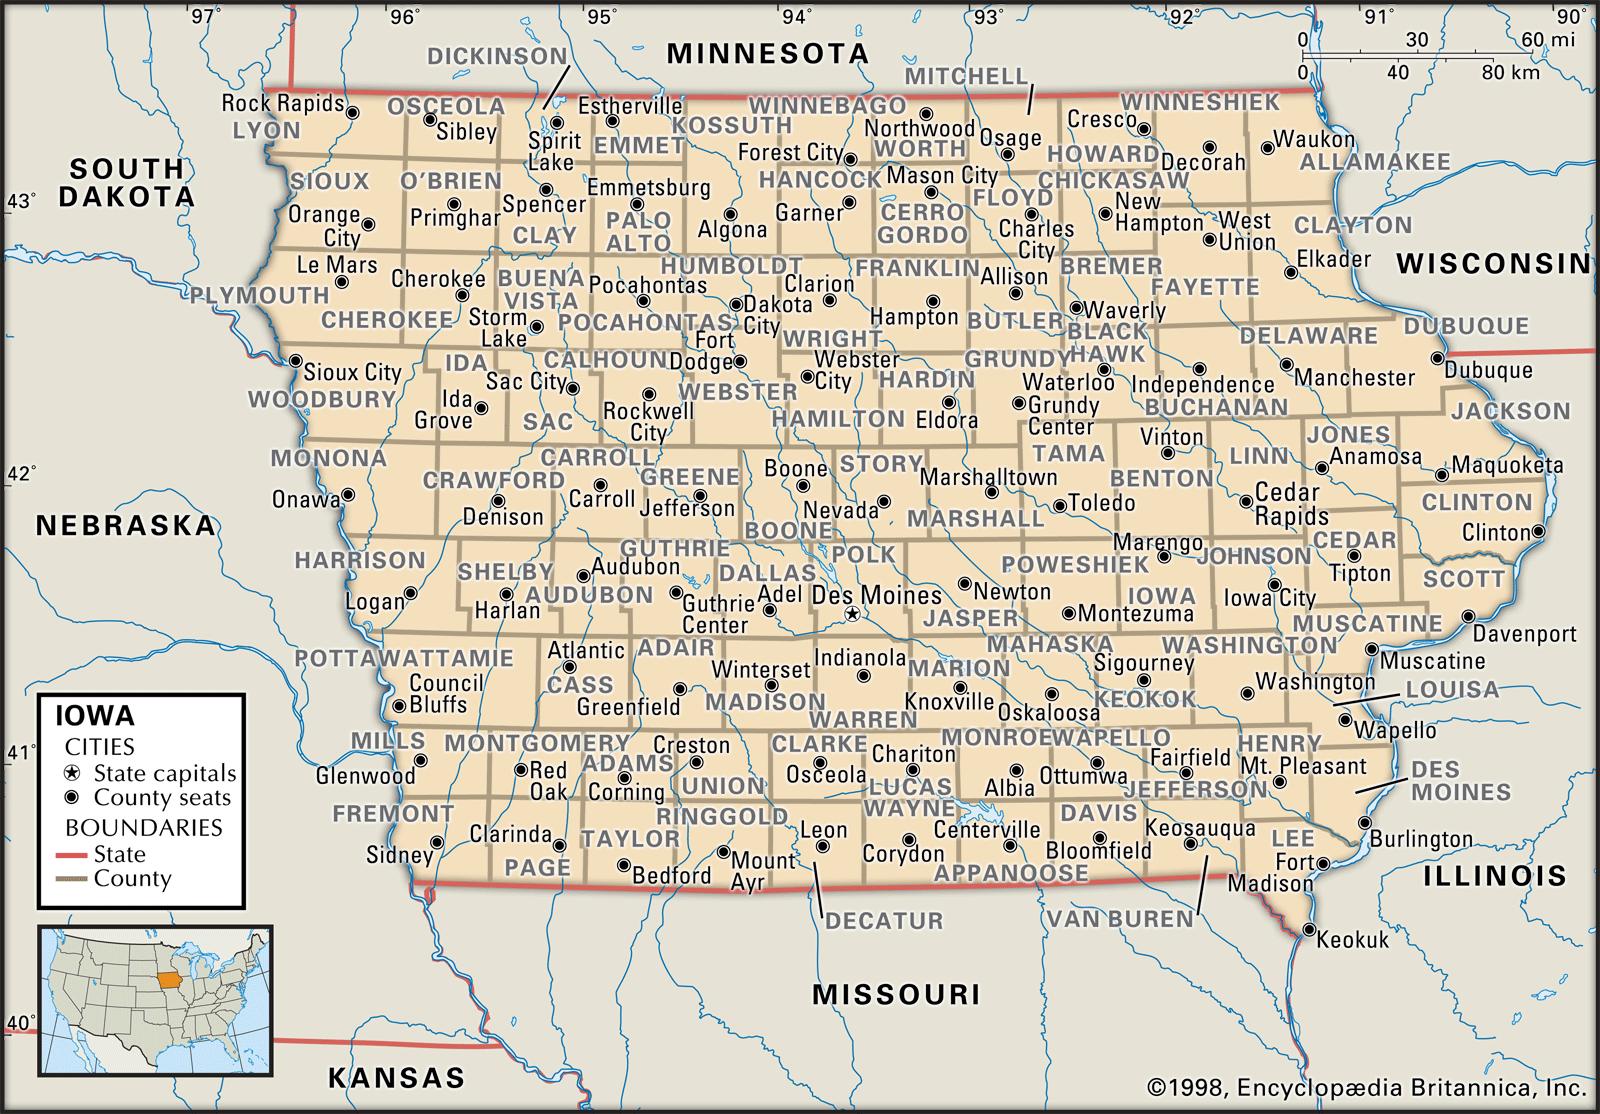 97°
96°
95°
94°
93°
92°
91°
90°
0
30
60 mi
0
40
80 km
43°
42°
41°
40°
MINNESOTA
SOUTH
DAKOTA
WISCONSIN
NEBRASKA
ILLINOIS
MISSOURI
KANSAS
DICKINSON
MITCHELL
Rock Rapids
LYON
OSCEOLA
Sibley
Spirit
Lake
Estherville
EMMET
KOSSUTH
WINNEBAGO
Forest City
Northwood
WORTH
Osage
Cresco
HOWARD
WINNESHIEK
Decorah
Waukon
ALLAMAKEE
SIOUX
Orange
City
O'BRIEN
Primghar
Spencer
CLAY
Emmetsburg
PALO
ALTO
Algona
HANCOCK
Garner
Mason City
CERRO
GORDO
FLOYD
Charles
City
CHICKASAW
New
Hampton
West
Union
CLAYTON
Elkader
Le Mars
PLYMOUTH
Cherokee
CHEROKEE
BUENA
VISTA
Storm
Lake
Pocahontas
POCAHONTAS
HUMBOLDT
Dakota
City
Clarion
WRIGHT
FRANKLIN
Hampton
Allison
BUTLER
BREMER
Waverly
FAYETTE
DELAWARE
DUBUQUE
Dubuque
Sioux City
WOODBURY
IDA
Ida
Grove
Sac City
SAC
CALHOUN
Rockwell
City
Fort
Dodge
WEBSTER
Webster
City
HAMILTON
HARDIN
Eldora
GRUNDY
Grundy
Center
BLACK
HAWK
Waterloo
Independence
BUCHANAN
Manchester
JACKSON
Maquoketa
MONONA
Onawa
CRAWFORD
Denison
CARROLL
Carroll
GREENE
Jefferson
Boone
BOONE
STORY
Nevada
Marshalltown
MARSHALL
TAMA
Toledo
Vinton
BENTON
LINN
Cedar
Rapids
JONES
Anamosa
CLINTON
Clinton
HARRISON
Logan
SHELBY
Harlan
Audubon
AUDUBON
GUTHRIE
Guthrie
Center
DALLAS
Adel
POLK
Des Moines
Newton
JASPER
POWESHIEK
Montezuma
Marengo
IOWA
JOHNSON
Iowa City
CEDAR
Tipton
SCOTT
Davenport
MUSCATINE
Muscatine
POTTAWATTAMIE
Council
Bluffs
Atlantic
CASS
ADAIR
Greenfield
Winterset
MADISON
Indianola
WARREN
MARION
Knoxville
MAHASKA
Oskaloosa
Sigourney
KEOKOK
WASHINGTON
Washington
LOUISA
Wapello
MILLS
Glenwood
MONTGOMERY
Red
Oak
ADAMS
Corning
Creston
UNION
CLARKE
Osceola
Chariton
LUCAS
MONROE
Albia
WAPELLO
Ottumwa
Fairfield
JEFFERSON
HENRY
Mt. Pleasant
DES
MOINES
Burlington
FREMONT
Sidney
Clarinda
PAGE
TAYLOR
Bedford
RINGGOLD
Mount
Ayr
Leon
DECATUR
WAYNE
Corydon
Centerville
APPANOOSE
DAVIS
Bloomfield
Keosauqua
VAN BUREN
LEE
Fort
Madison
Keokuk
IOWA
CITIES
State capitals
County seats
BOUNDARIES
State
County
©1998, Encyclopædia Britannica, Inc.